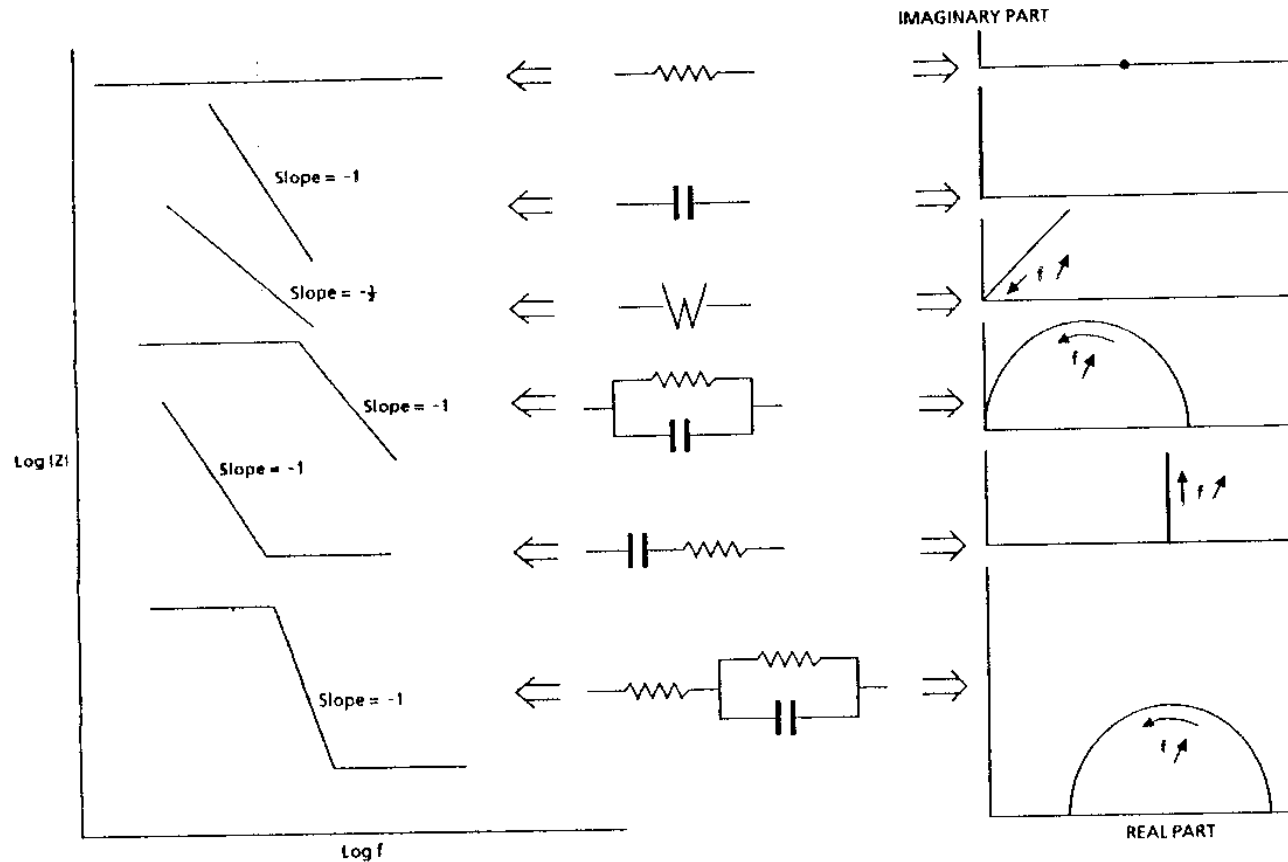 IMAGINARY PART
Slope = -1
Slope = -½
f
f
Slope = -1
Log |Z|
Slope = -1
f
Slope = -1
f
REAL PART
Log f